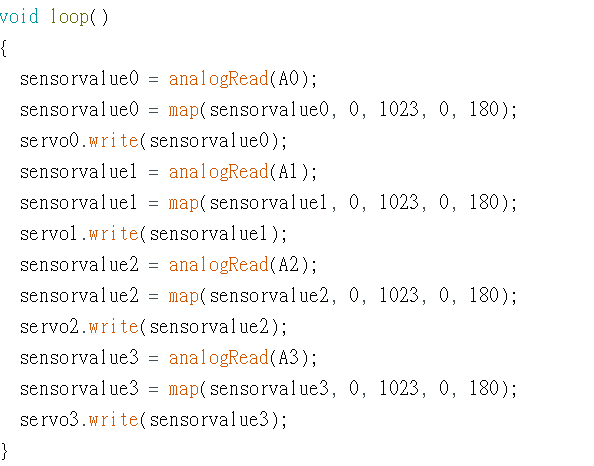 void loop()
{
  sensorvalue0 = analogRead(A0);
  sensorvalue0 = map(sensorvalue0, 0, 1023, 0, 180);
  servo0.write(sensorvalue0);
  sensorvalue1 = analogRead(A1);
  sensorvalue1 = map(sensorvalue1, 0, 1023, 0, 180);
  servo1.write(sensorvalue1);
  sensorvalue2 = analogRead(A2);
  sensorvalue2 = map(sensorvalue2, 0, 1023, 0, 180);
  servo2.write(sensorvalue2);
  sensorvalue3 = analogRead(A3);
  sensorvalue3 = map(sensorvalue3, 0, 1023, 0, 180);
  servo3.write(sensorvalue3);
}